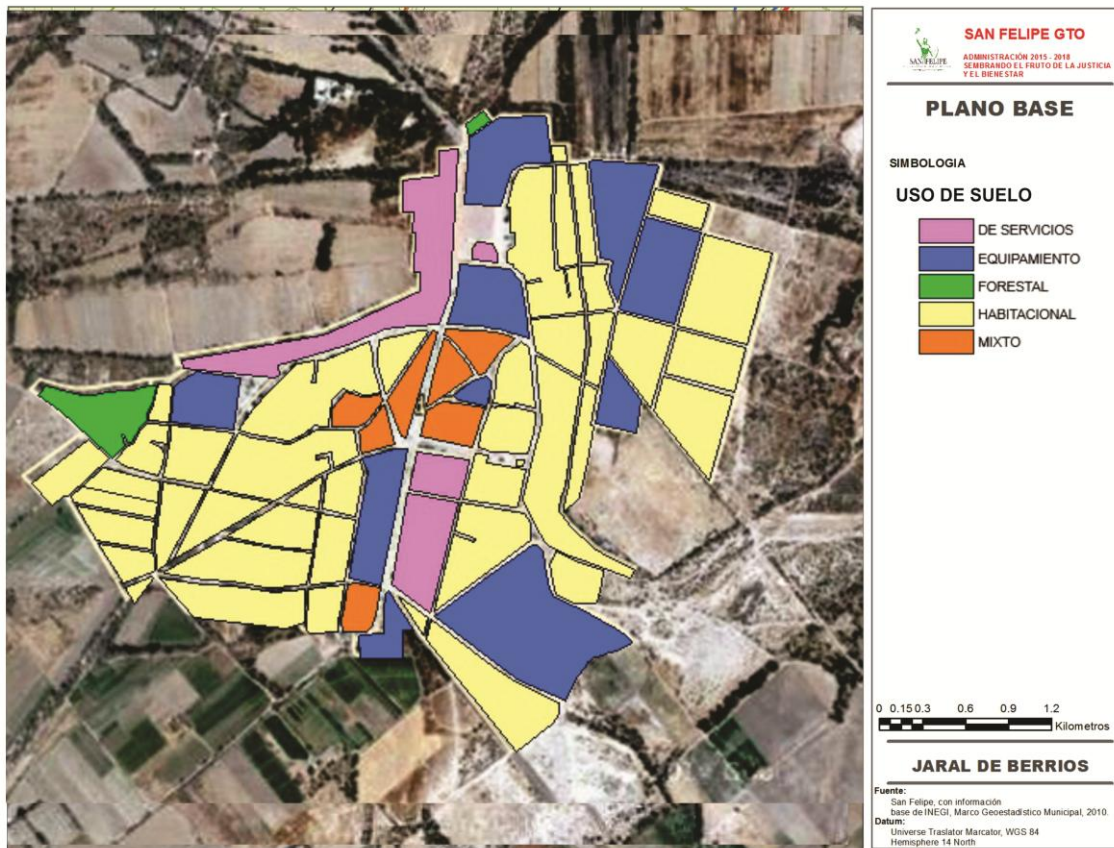 SAN FELIPE
SAN FELIPE GTO
ADMINISTRACIÓN 2015 - 2018
SEMBRANDO EL FRUTO DE LA JUSTICIA
Y EL BIENESTAR
PLANO BASE
SIMBOLOGIA
USO DE SUELO
DE SERVICIOS
EQUIPAMIENTO
FORESTAL
HABITACIONAL
MIXTO
0 0.150.3 0.6 0.9 1.2
Kilometros
JARAL DE BERRIOS
Fuente:
San Felipe, con información
base de INEGI, Marco Geoestadístico Municipal, 2010.
Datum:
Universe Traslator Marcator, WGS 84
Hemisphere 14 North